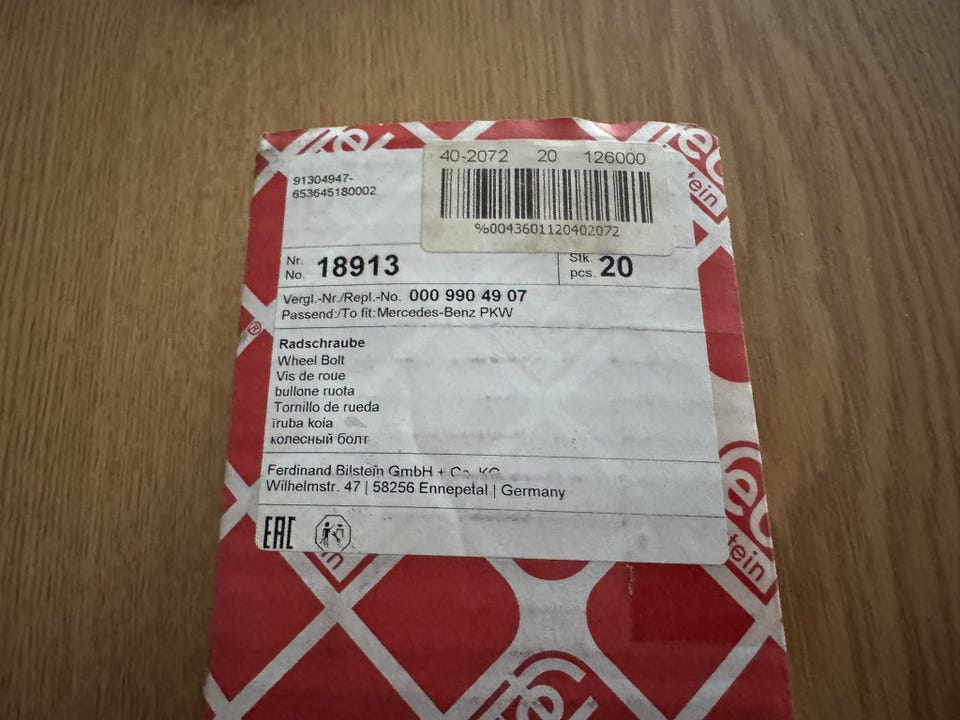 40-2072 20 126000
%0043601120402072
91304947-
653645180002
Nr.
No. 18913
Stk.
pcs. 20
Vergl.-Nr./Repl.-No. 000 990 49 07
Passend:/To fit:Mercedes-Benz PKW
Radschraube
Wheel Bolt
Vis de roue
bullone ruota
Tornillo de rueda
śruba koła
колесный болт
Ferdinand Bilstein GmbH + Co. KG
Wilhelmstr. 47 | 58256 Ennepetal | Germany
EAC
®